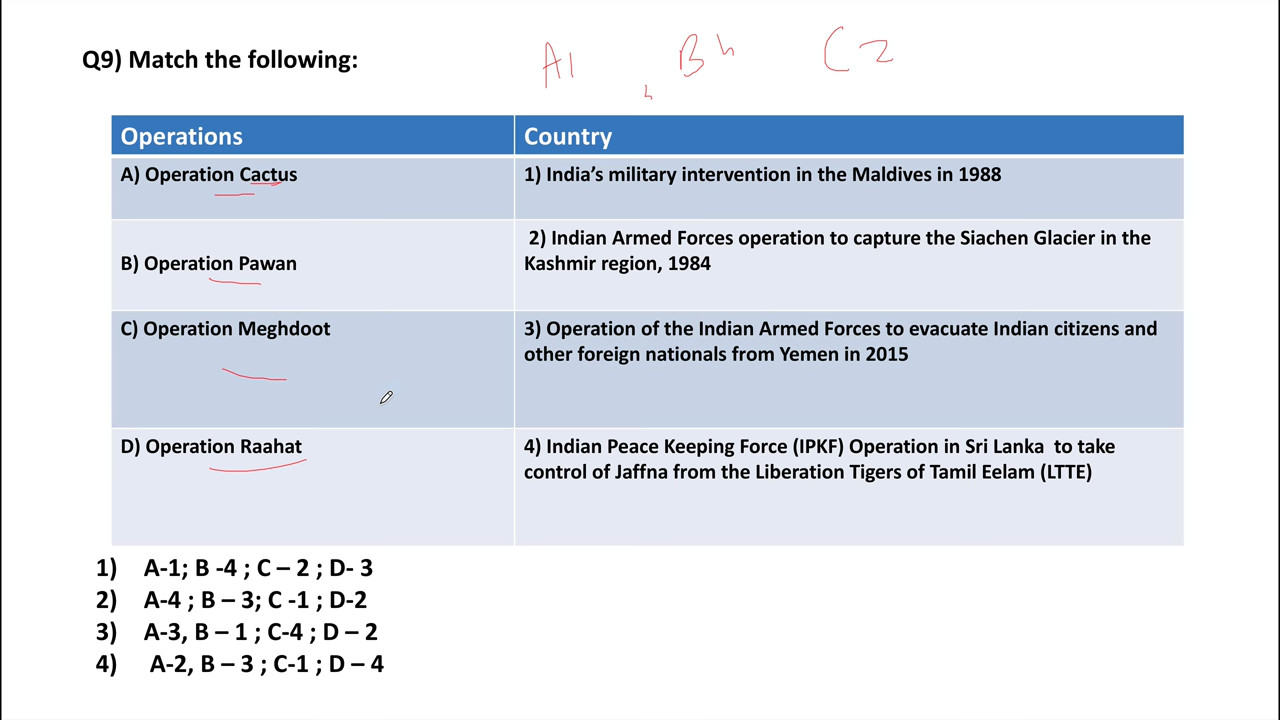 Q9) Match the following:
A1 B4 C2
4
Operations Country
A) Operation Cactus 1) India’s military intervention in the Maldives in 1988
2) Indian Armed Forces operation to capture the Siachen Glacier in the
B) Operation Pawan Kashmir region, 1984
C) Operation Meghdoot 3) Operation of the Indian Armed Forces to evacuate Indian citizens and
other foreign nationals from Yemen in 2015
D) Operation Raahat 4) Indian Peace Keeping Force (IPKF) Operation in Sri Lanka to take
control of Jaffna from the Liberation Tigers of Tamil Eelam (LTTE)
1) A-1; B -4 ; C – 2 ; D- 3
2) A-4 ; B – 3; C -1 ; D-2
3) A-3, B – 1 ; C-4 ; D – 2
4) A-2, B – 3 ; C-1 ; D – 4